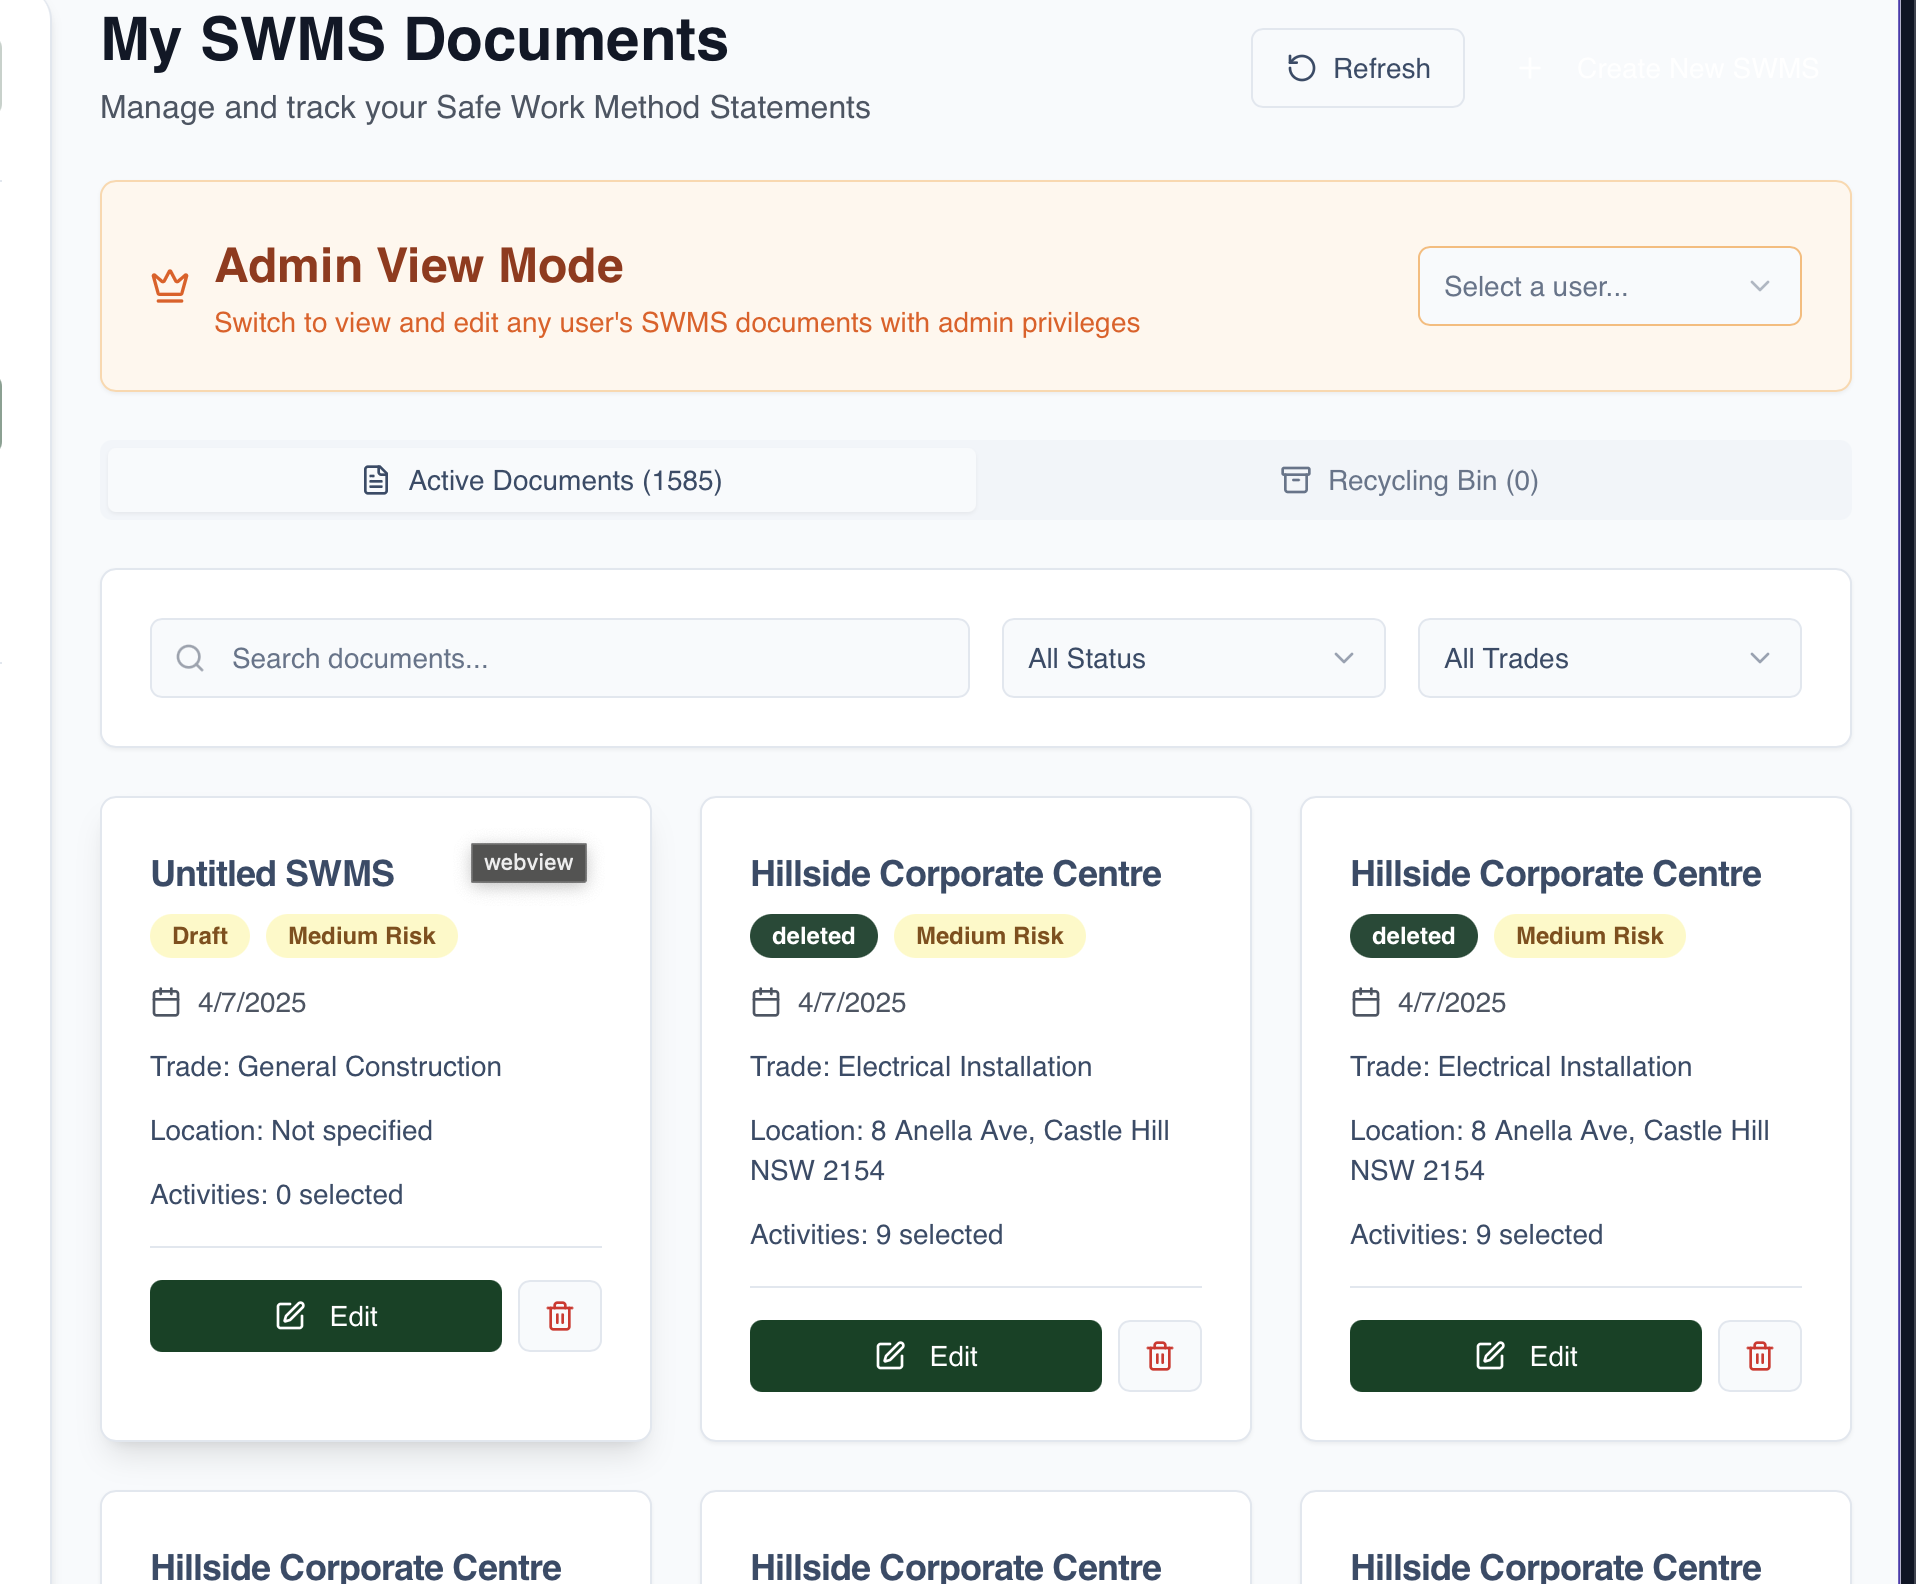 My SWMS Documents
Manage and track your Safe Work Method Statements
Refresh
Create New SWMS
Admin View Mode
Switch to view and edit any user's SWMS documents with admin privileges
Select a user...
Active Documents (1585)
Recycling Bin (0)
Search documents...
All Status
All Trades
Untitled SWMS
webview
Draft
Medium Risk
4/7/2025
Trade: General Construction
Location: Not specified
Activities: 0 selected
Edit
Hillside Corporate Centre
deleted
Medium Risk
4/7/2025
Trade: Electrical Installation
Location: 8 Anella Ave, Castle Hill
NSW 2154
Activities: 9 selected
Edit
Hillside Corporate Centre
deleted
Medium Risk
4/7/2025
Trade: Electrical Installation
Location: 8 Anella Ave, Castle Hill
NSW 2154
Activities: 9 selected
Edit
Hillside Corporate Centre
Hillside Corporate Centre
Hillside Corporate Centre